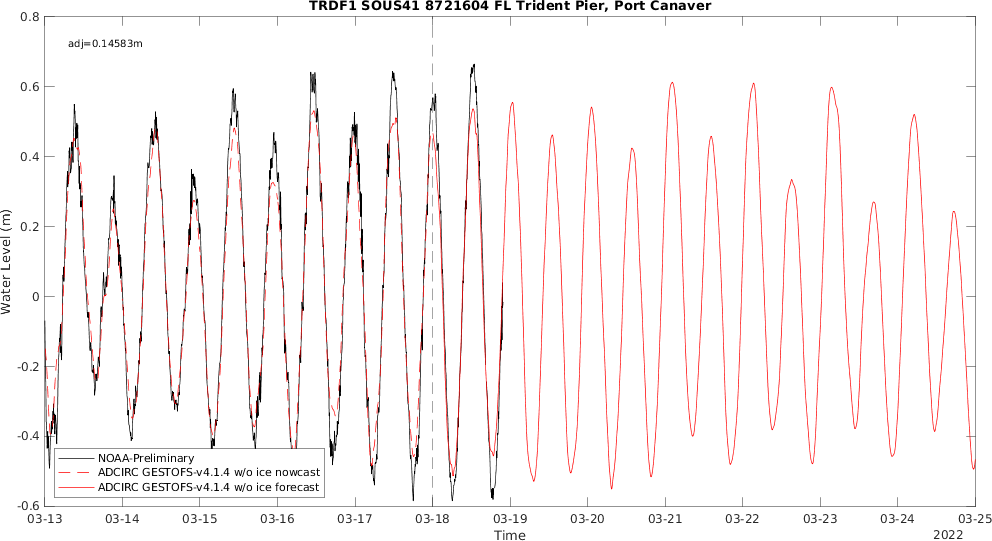 TRDF1 SOUS41 8721604 FL Trident Pier, Port Canaver
adj=0.14583m
Water Level (m)
0.8
0.6
0.4
0.2
0
-0.2
-0.4
-0.6
NOAA-Preliminary
ADCIRC GESTOFS-v4.1.4 w/o ice nowcast
ADCIRC GESTOFS-v4.1.4 w/o ice forecast
03-13 03-14 03-15 03-16 03-17 03-18 03-19 03-20 03-21 03-22 03-23 03-24 03-25
Time
2022